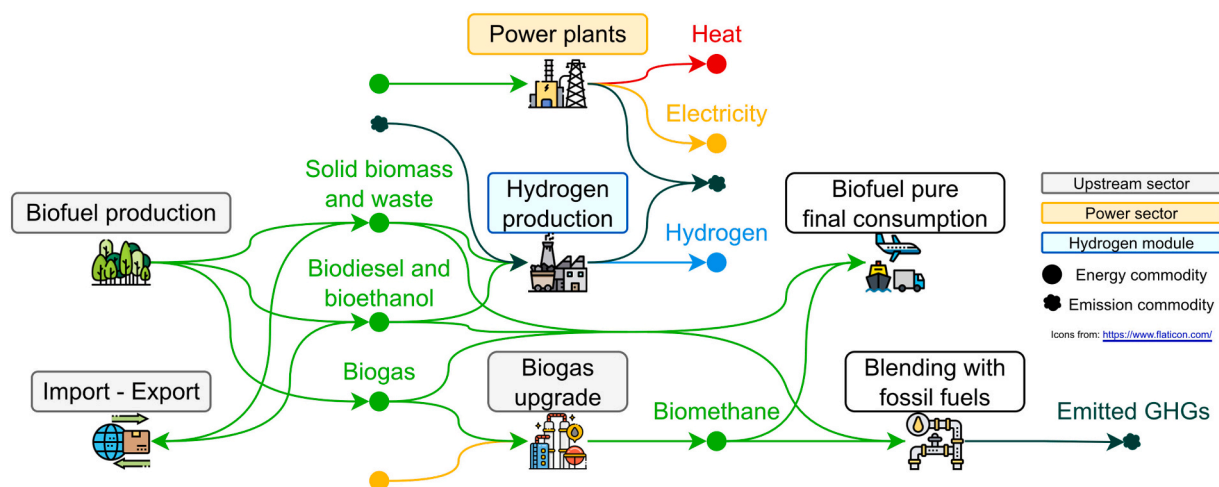 Power plants
Heat
Electricity
Solid biomass
and waste
Hydrogen
production
Biofuel pure
final consumption
Upstream sector
Biofuel production
Power sector
Hydrogen
Hydrogen module
Biodiesel and
bioethanol
Energy commodity
Emission commodity
Icons from: https://www.flaticon.com/
Import - Export
Biogas
Biogas
upgrade
Biomethane
Blending with
fossil fuels
Emitted GHGs